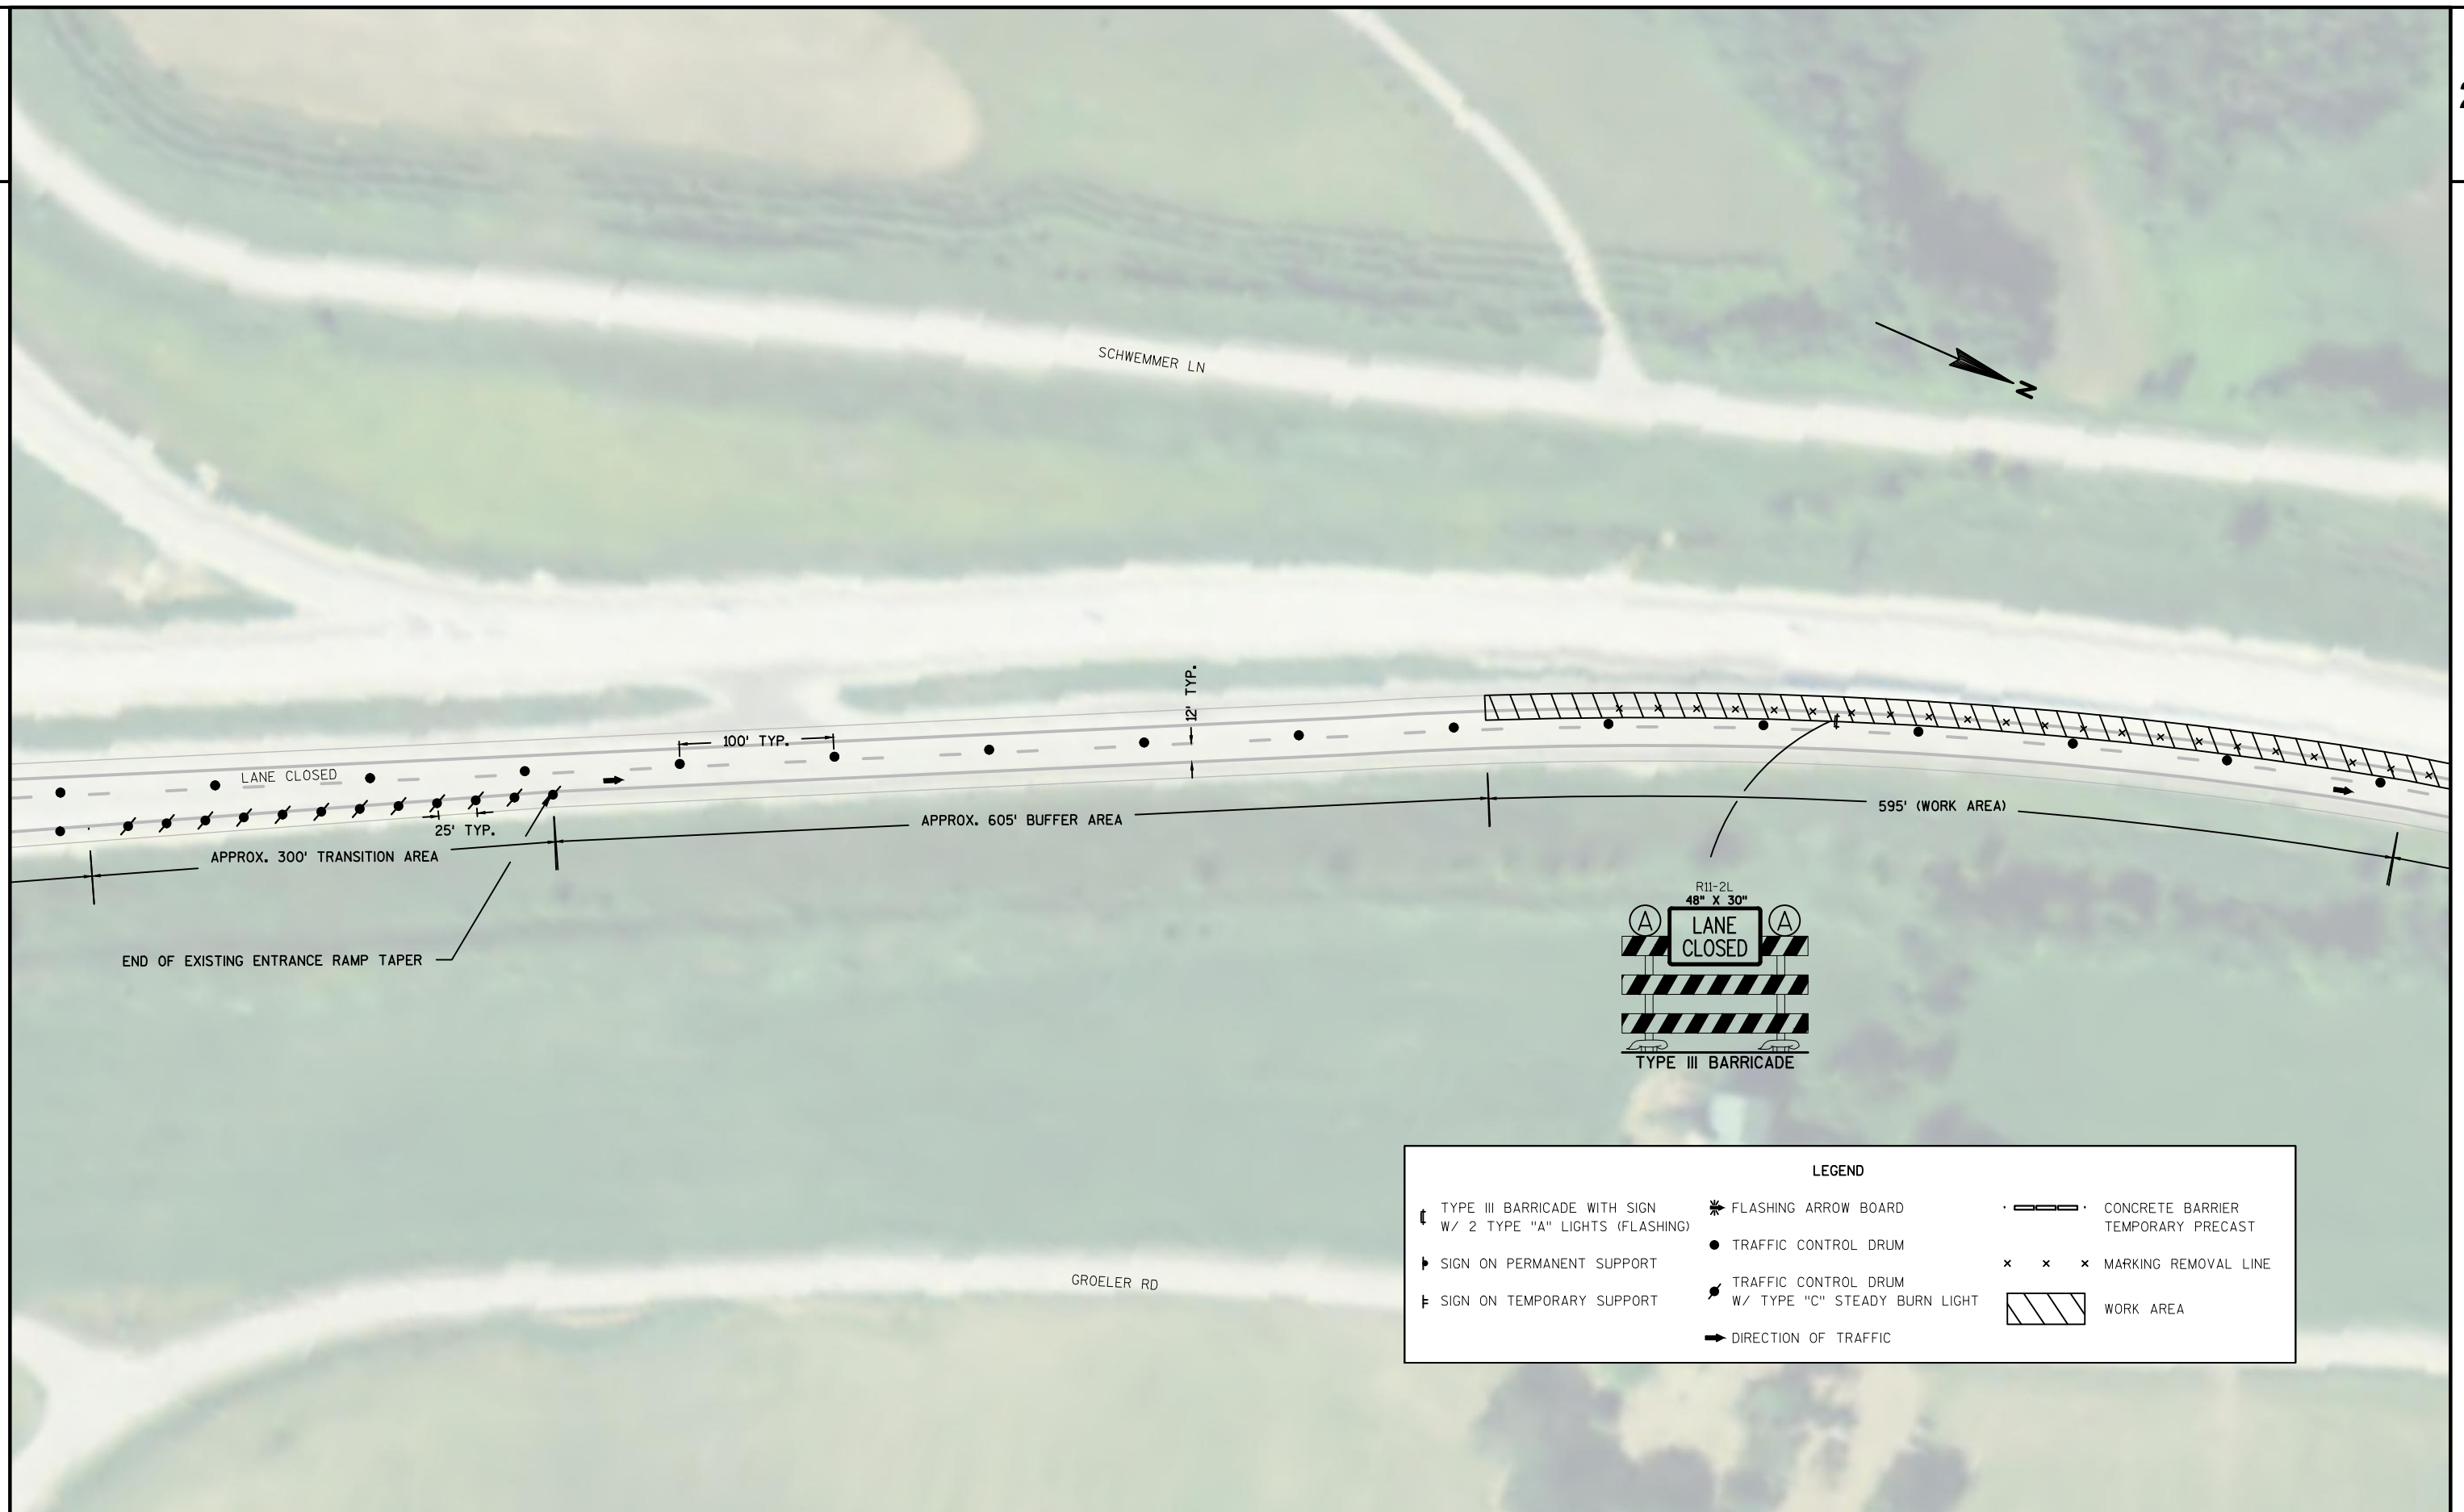 SCHWEMMER LN
N
12' TYP.
100' TYP.
LANE CLOSED
25' TYP.
APPROX. 300' TRANSITION AREA
APPROX. 605' BUFFER AREA
595' (WORK AREA)
END OF EXISTING ENTRANCE RAMP TAPER
R11-2L
48" X 30"
A
LANE
CLOSED
A
TYPE III BARRICADE
GROELER RD
LEGEND
TYPE III BARRICADE WITH SIGN
W/ 2 TYPE "A" LIGHTS (FLASHING)
SIGN ON PERMANENT SUPPORT
SIGN ON TEMPORARY SUPPORT
FLASHING ARROW BOARD
TRAFFIC CONTROL DRUM
TRAFFIC CONTROL DRUM
W/ TYPE "C" STEADY BURN LIGHT
DIRECTION OF TRAFFIC
CONCRETE BARRIER
TEMPORARY PRECAST
MARKING REMOVAL LINE
WORK AREA